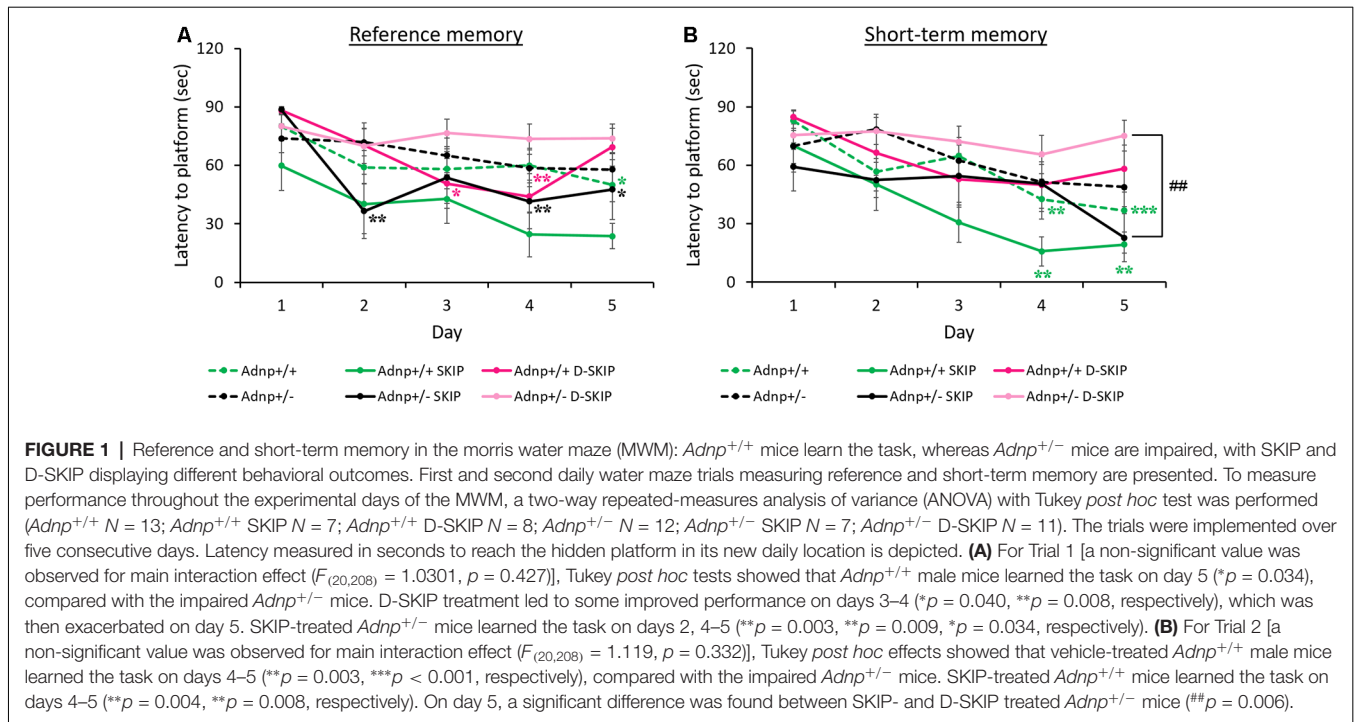 A Reference memory
Latency to platform (sec)
120
90
60
30
0
**
*
**
**
*
*
1 2 3 4 5
Day
Adnp+/+ Adnp+/+ SKIP Adnp+/+ D-SKIP
Adnp+/- Adnp+/- SKIP Adnp+/- D-SKIP
B Short-term memory
Latency to platform (sec)
120
90
60
30
0
**
***
**
**
##
1 2 3 4 5
Day
Adnp+/+ Adnp+/+ SKIP Adnp+/+ D-SKIP
Adnp+/- Adnp+/- SKIP Adnp+/- D-SKIP
FIGURE 1 | Reference and short-term memory in the morris water maze (MWM): Adnp+/+ mice learn the task, whereas Adnp+/− mice are impaired, with SKIP and
D-SKIP displaying different behavioral outcomes. First and second daily water maze trials measuring reference and short-term memory are presented. To measure
performance throughout the experimental days of the MWM, a two-way repeated-measures analysis of variance (ANOVA) with Tukey post hoc test was performed
(Adnp+/+ N = 13; Adnp+/+ SKIP N = 7; Adnp+/+ D-SKIP N = 8; Adnp+/− N = 12; Adnp+/− SKIP N = 7; Adnp+/− D-SKIP N = 11). The trials were implemented over
five consecutive days. Latency measured in seconds to reach the hidden platform in its new daily location is depicted. (A) For Trial 1 [a non-significant value was
observed for main interaction effect (F(20,208) = 1.0301, p = 0.427)], Tukey post hoc tests showed that Adnp+/+ male mice learned the task on day 5 (*p = 0.034),
compared with the impaired Adnp+/− mice. D-SKIP treatment led to some improved performance on days 3–4 (*p = 0.040, **p = 0.008, respectively), which was
then exacerbated on day 5. SKIP-treated Adnp+/− mice learned the task on days 2, 4–5 (**p = 0.003, **p = 0.009, *p = 0.034, respectively). (B) For Trial 2 [a
non-significant value was observed for main interaction effect (F(20,208) = 1.119, p = 0.332)], Tukey post hoc effects showed that vehicle-treated Adnp+/+ male mice
learned the task on days 4–5 (**p = 0.003, ***p < 0.001, respectively), compared with the impaired Adnp+/− mice. SKIP-treated Adnp+/+ mice learned the task on
days 4–5 (**p = 0.004, **p = 0.008, respectively). On day 5, a significant difference was found between SKIP- and D-SKIP treated Adnp+/− mice (##p = 0.006).